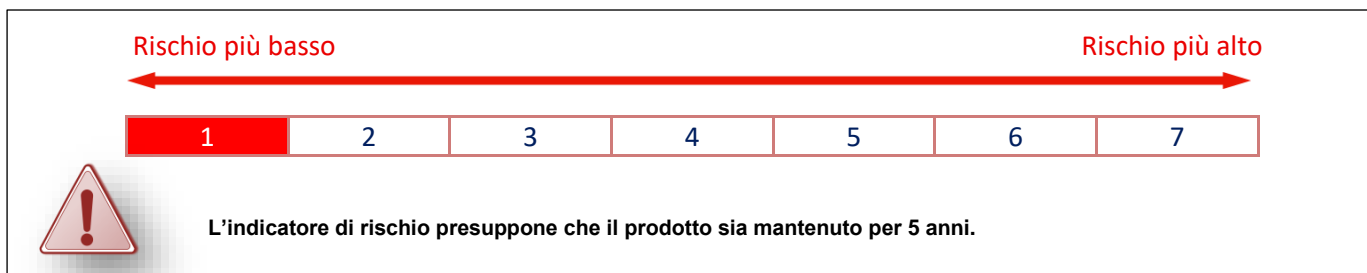 Rischio più basso Rischio più alto
1 2 3 4 5 6 7
!
L'indicatore di rischio presuppone che il prodotto sia mantenuto per 5 anni.